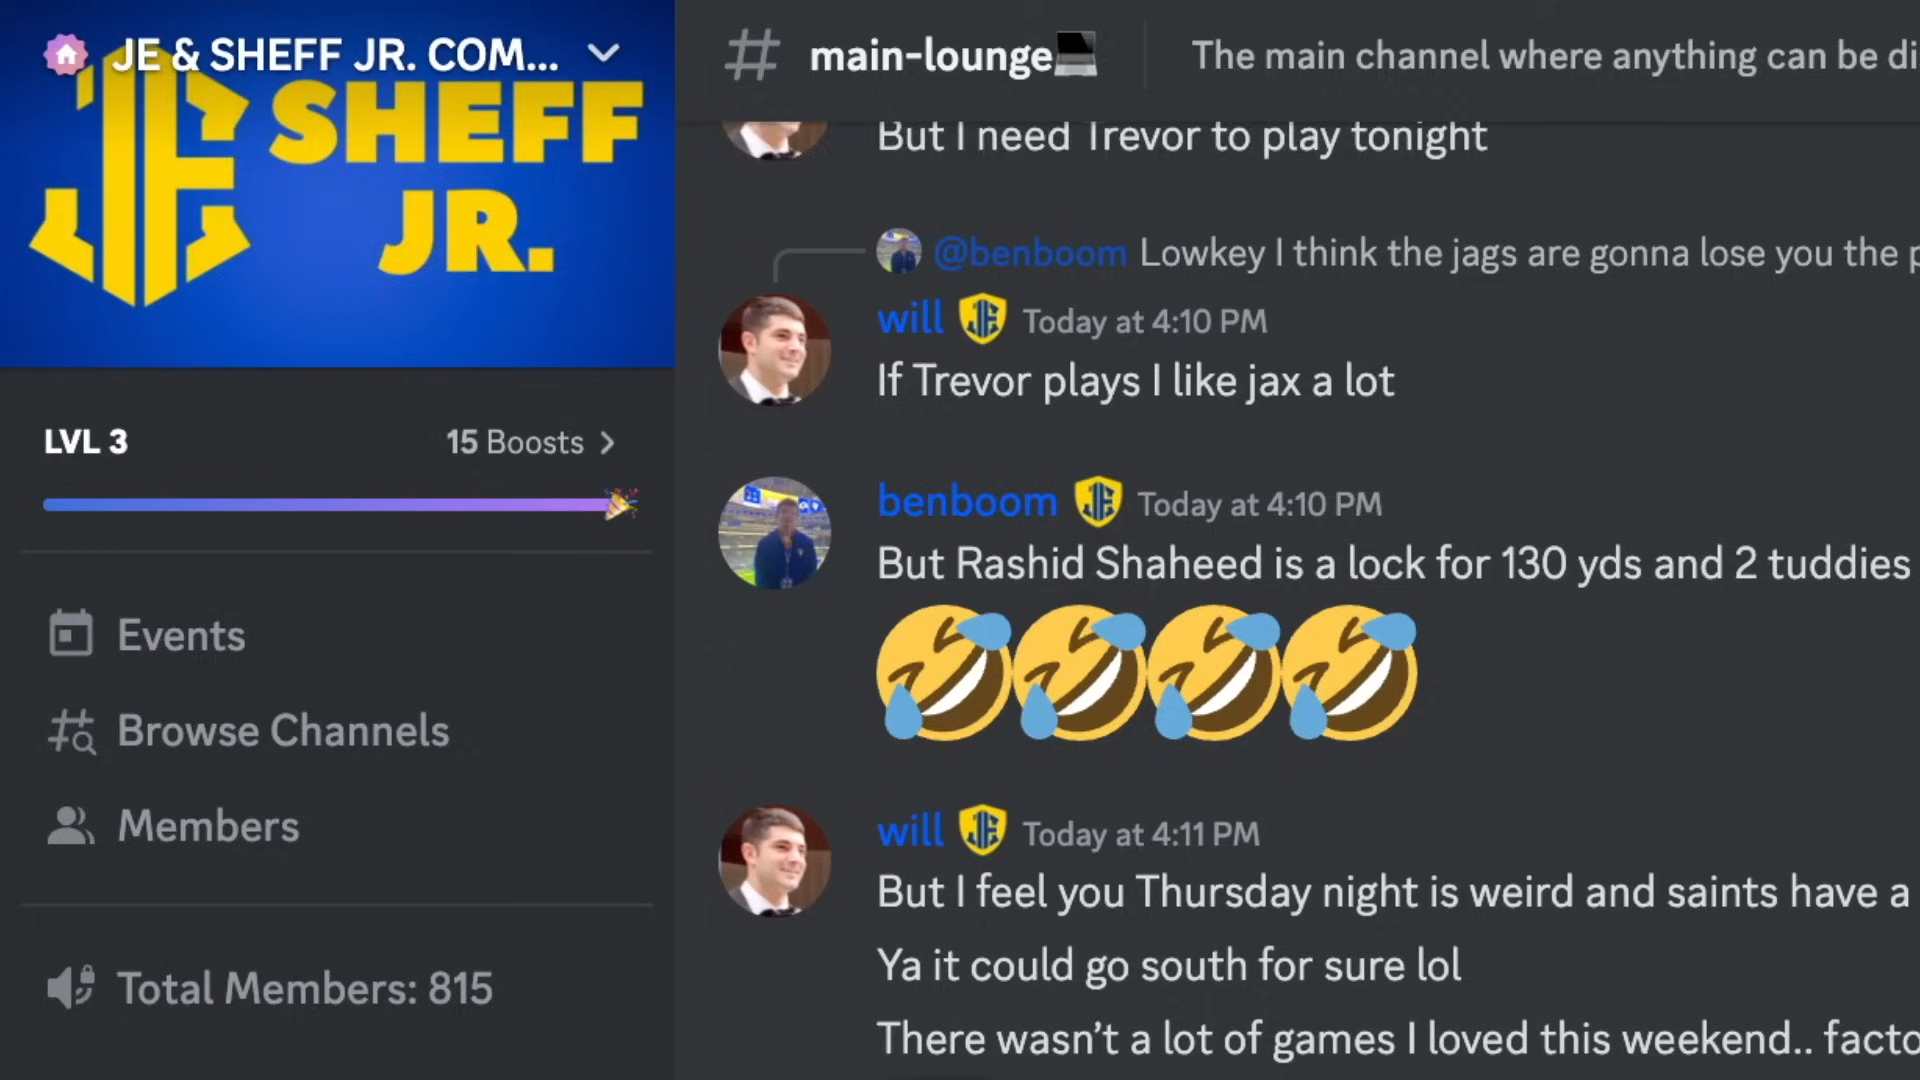 JE & SHEFF JR. COM...
JE SHEFF
JR.
LVL 3
15 Boosts
Events
Browse Channels
Members
Total Members: 815
main-lounge
The main channel where anything can be di
But I need Trevor to play tonight
@benboom Lowkey I think the jags are gonna lose you the p
will JE Today at 4:10 PM
If Trevor plays I like jax a lot
benboom JE Today at 4:10 PM
But Rashid Shaheed is a lock for 130 yds and 2 tuddies
will JE Today at 4:11 PM
But I feel you Thursday night is weird and saints have a
Ya it could go south for sure lol
There wasn't a lot of games I loved this weekend.. facto